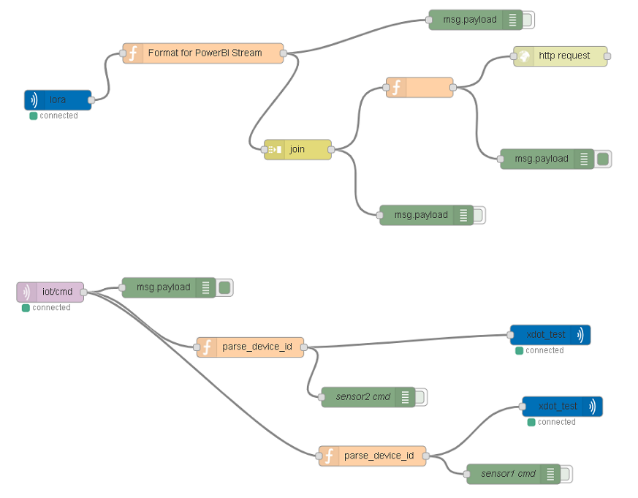 msg.payload
Format for PowerBI Stream
http request
lora
connected
join
msg.payload
msg.payload
iot/cmd
connected
msg.payload
parse_device_id
xdot_test
connected
sensor2 cmd
xdot_test
connected
parse_device_id
sensor1 cmd